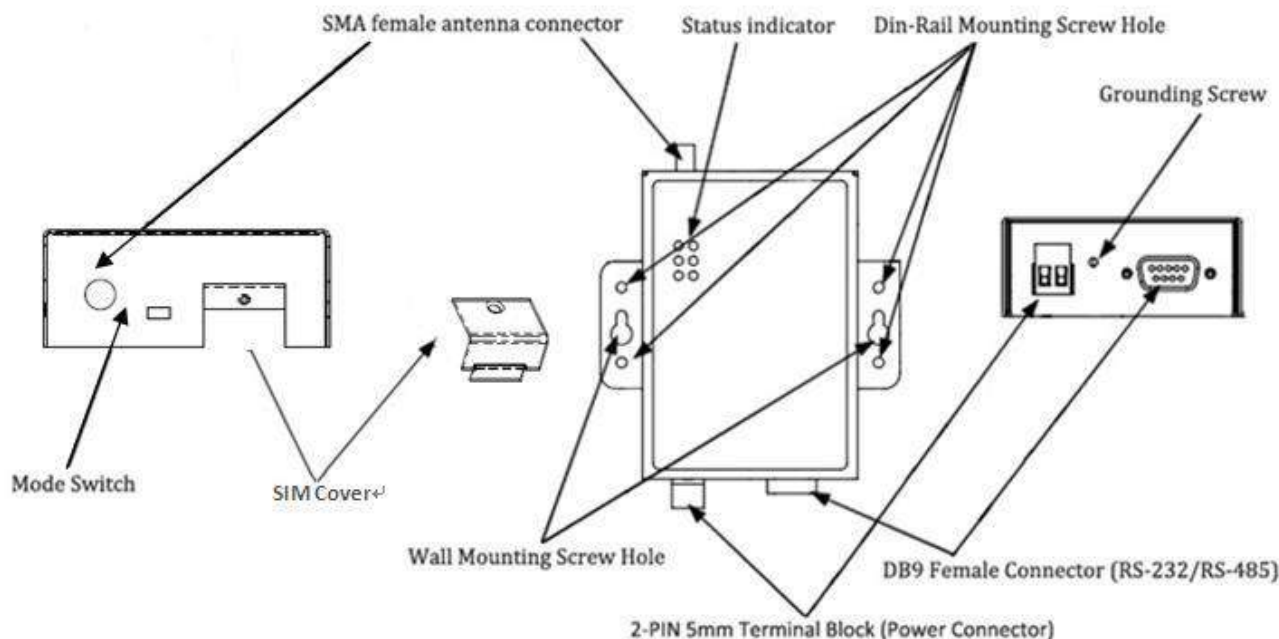 SMA female antenna connector
Status indicator
Din-Rail Mounting Screw Hole
Grounding Screw
Mode Switch
SIM Cover↵
Wall Mounting Screw Hole
DB9 Female Connector (RS-232/RS-485)
2-PIN 5mm Terminal Block (Power Connector)